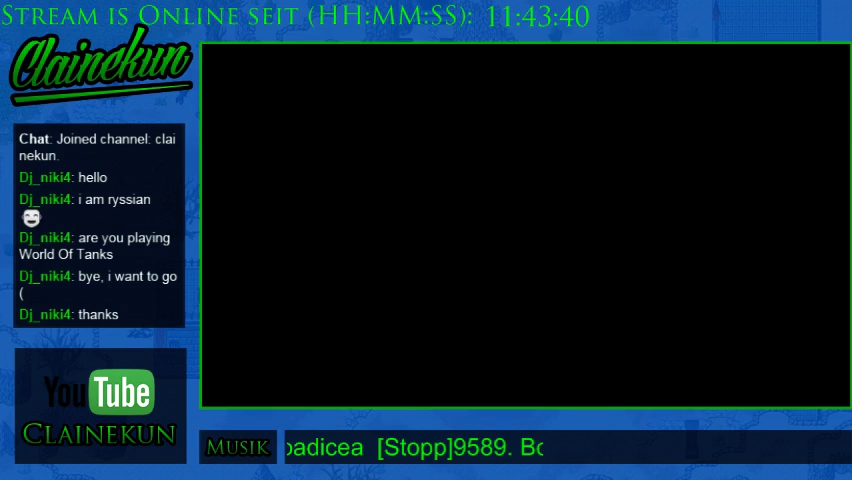 Stream is Online seit (HH:MM:SS): 11:43:40
Clainekun
Chat: Joined channel: clai
nekun.
Dj_niki4: hello
Dj_niki4: i am ryssian
Dj_niki4: are you playing
World Of Tanks
Dj_niki4: bye, i want to go
(
Dj_niki4: thanks
YouTube
Clainekun
Musik
oadicea [Stopp]9589. Bo